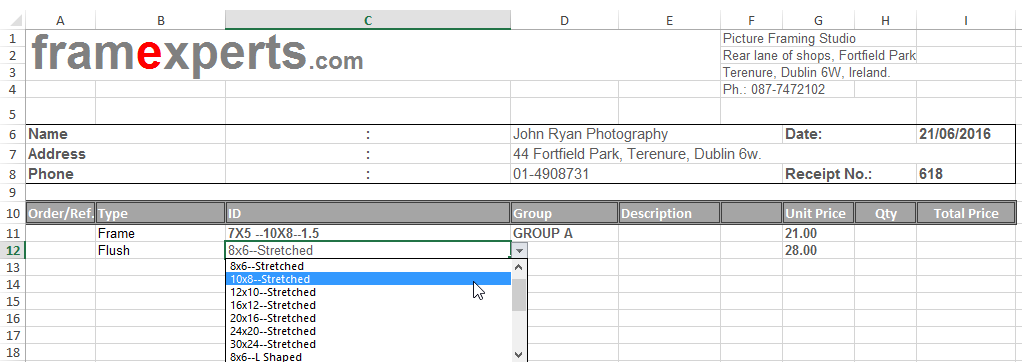 A B C D E F G H I
1 framexperts.com Picture Framing Studio
2 Rear lane of shops, Fortfield Park
3 Terenure, Dublin 6W, Ireland.
4 Ph.: 087-7472102
5
6 Name : John Ryan Photography Date: 21/06/2016
7 Address : 44 Fortfield Park, Terenure, Dublin 6w.
8 Phone : 01-4908731 Receipt No.: 618
9
10 Order/Ref. Type ID Group Description Unit Price Qty Total Price
11 Frame 7X5 --10X8--1.5 GROUP A 21.00
12 Flush 8x6--Stretched 28.00
13 8x6--Stretched
14 10x8--Stretched
12x10--Stretched
15 16x12--Stretched
16 20x16--Stretched
24x20--Stretched
17 30x24--Stretched
18 8x6--L Shaped